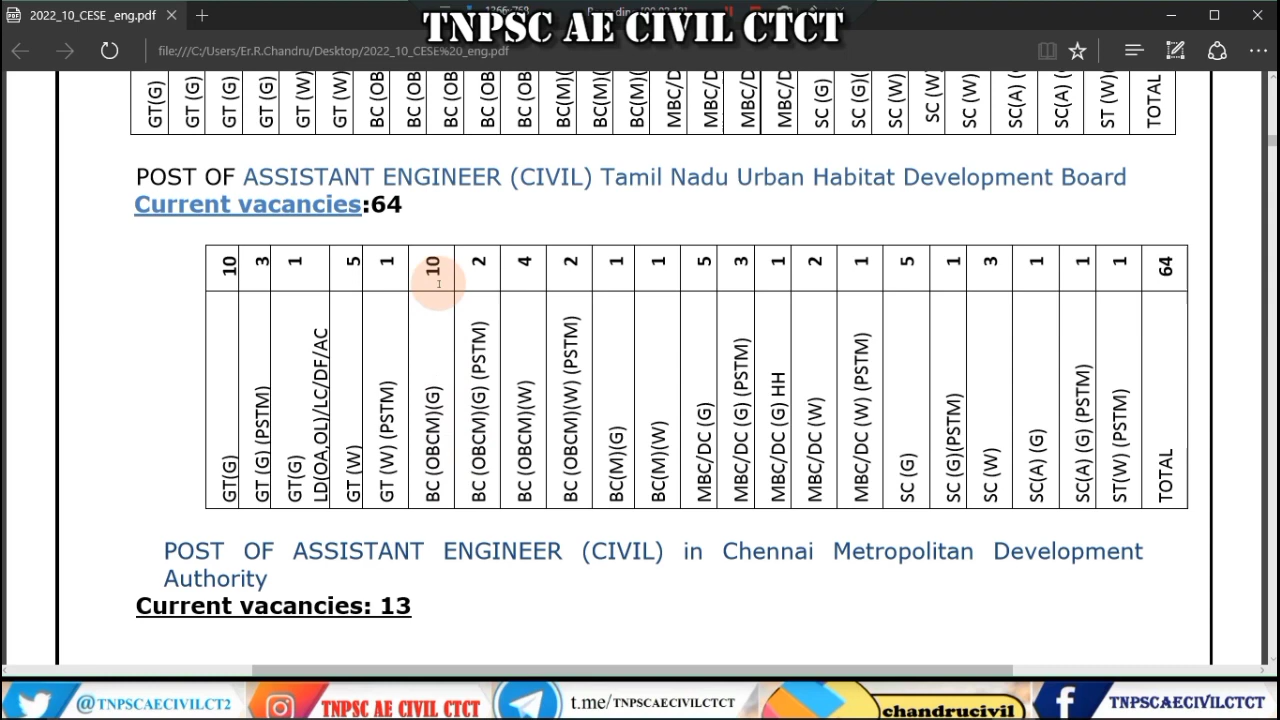 2022_10_CESE _eng.pdf
TNPSC AE CIVIL CTCT
file:///C:/Users/Er.R.Chandru/Desktop/2022_10_CESE%20_eng.pdf
GT(G) GT (G) GT (G) GT (G) GT (W) GT (W) BC (OB BC (OB BC (OB BC (OB BC (OB BC(M)( BC(M)( BC(M)( MBC/D MBC/D MBC/D MBC/D SC (G) SC (G)( SC (W) SC (W) SC (W) SC(A) ( SC(A) ( ST (W)( TOTAL
POST OF ASSISTANT ENGINEER (CIVIL) Tamil Nadu Urban Habitat Development Board
Current vacancies:64
10 3 1 5 1 10 2 4 2 1 1 5 3 1 2 1 5 1 3 1 1 1 64
GT(G)
GT (G) (PSTM)
GT(G)
LD(OA,OL)/LC/DF/AC
GT (W)
GT (W) (PSTM)
BC (OBCM)(G)
BC (OBCM)(G) (PSTM)
BC (OBCM)(W)
BC (OBCM)(W) (PSTM)
BC(M)(G)
BC(M)(W)
MBC/DC (G)
MBC/DC (G) (PSTM)
MBC/DC (G) HH
MBC/DC (W)
MBC/DC (W) (PSTM)
SC (G)
SC (G)(PSTM)
SC (W)
SC(A) (G)
SC(A) (G) (PSTM)
ST(W) (PSTM)
TOTAL
POST OF ASSISTANT ENGINEER (CIVIL) in Chennai Metropolitan Development
Authority
Current vacancies: 13
@TNPSCAECIVILCT2
TNPSC AE CIVIL CTCT
t.me/TNPSCAECIVILCTCT
chandrucivil
TNPSCAECIVILCTCT